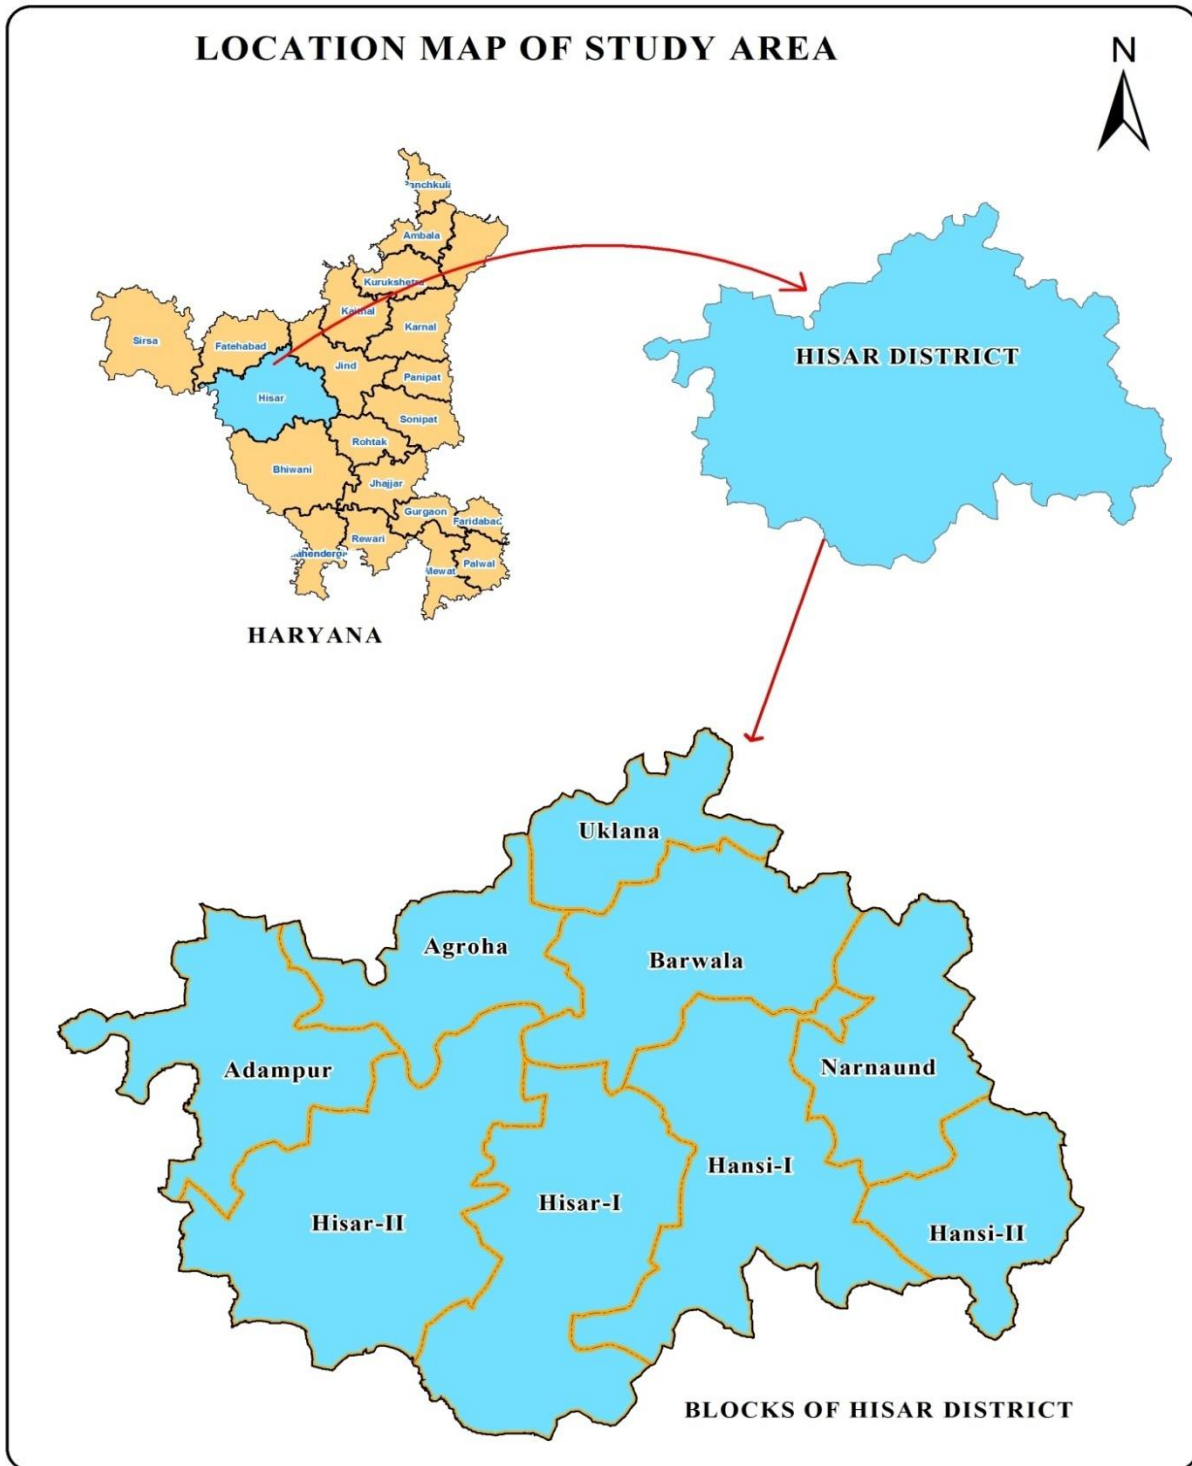 LOCATION MAP OF STUDY AREA
N
Panchkul
Ambala
Kurukshetra
Kaithal
Karnal
Sirsa
Fatehabad
Jind
Panipat
Hisar
Sonipat
Rohtak
Bhiwani
Jhajjar
Gurgaon
Faridabad
Rewari
ahenderga
Palwal
Mewat
HARYANA
HISAR DISTRICT
Uklana
Agroha
Barwala
Adampur
Narnaund
Hansi-I
Hisar-I
Hisar-II
Hansi-II
BLOCKS OF HISAR DISTRICT